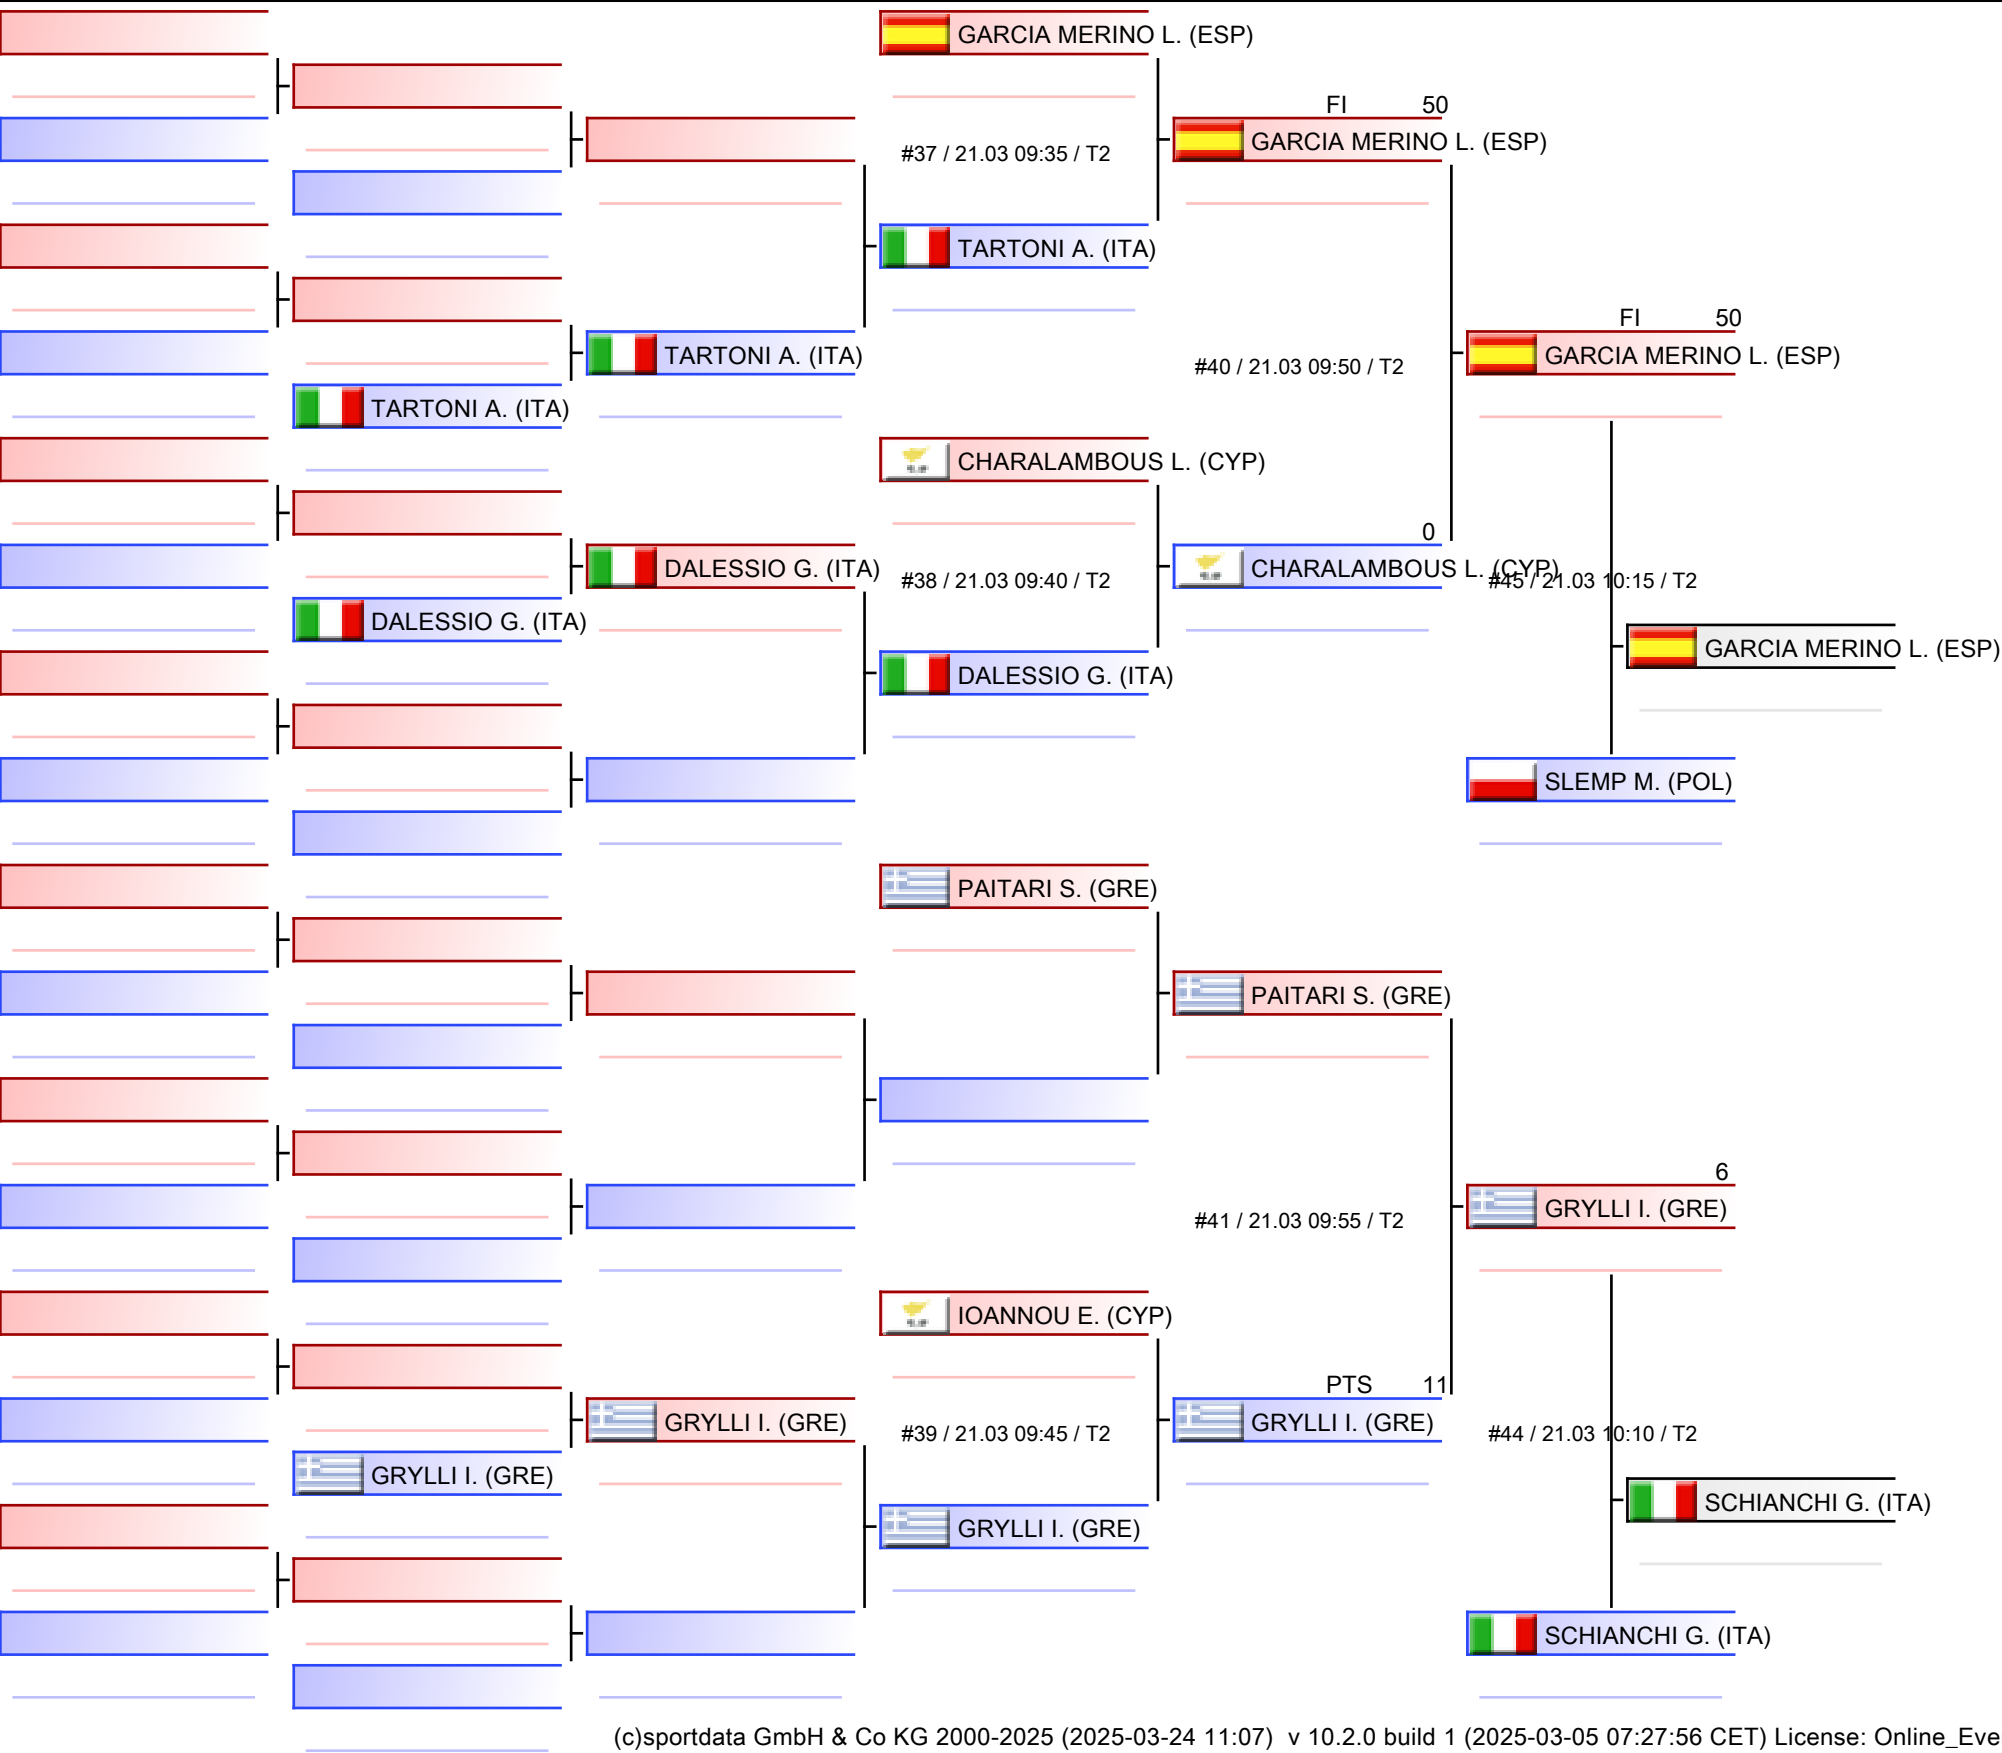 GARCIA MERINO L. (ESP)
FI 50
GARCIA MERINO L. (ESP)
#37 / 21.03 09:35 / T2
TARTONI A. (ITA)
FI 50
TARTONI A. (ITA)
GARCIA MERINO L. (ESP)
#40 / 21.03 09:50 / T2
TARTONI A. (ITA)
CHARALAMBOUS L. (CYP)
0
DALESSIO G. (ITA)
CHARALAMBOUS L. (CYP)
#38 / 21.03 09:40 / T2
#45 / 21.03 10:15 / T2
DALESSIO G. (ITA)
GARCIA MERINO L. (ESP)
DALESSIO G. (ITA)
SLEMP M. (POL)
PAITARI S. (GRE)
PAITARI S. (GRE)
6
GRYLLI I. (GRE)
#41 / 21.03 09:55 / T2
IOANNOU E. (CYP)
PTS 11
GRYLLI I. (GRE)
GRYLLI I. (GRE)
#39 / 21.03 09:45 / T2
#44 / 21.03 10:10 / T2
GRYLLI I. (GRE)
SCHIANCHI G. (ITA)
GRYLLI I. (GRE)
SCHIANCHI G. (ITA)
(c)sportdata GmbH & Co KG 2000-2025 (2025-03-24 11:07) v 10.2.0 build 1 (2025-03-05 07:27:56 CET) License: Online_Eve